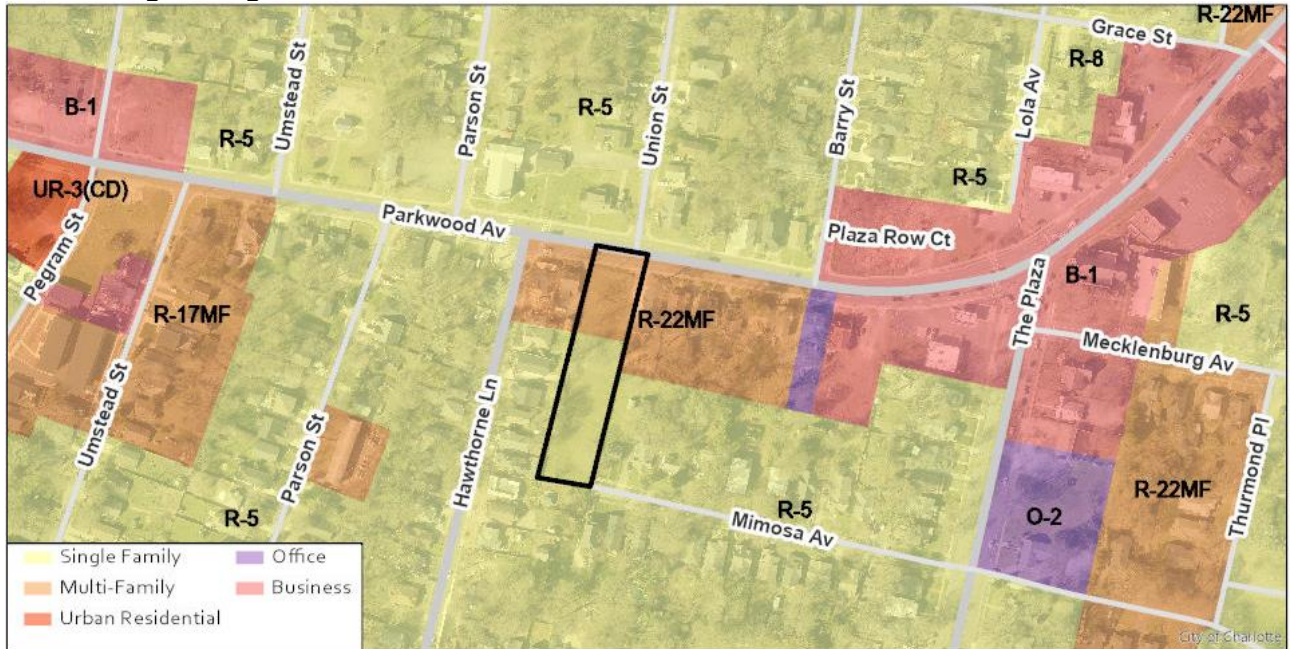 R-22MF
Grace St
R-8
Umstead St
Parson St
Union St
Barry St
Lola Av
B-1
R-5
R-5
R-5
UR-3(CD)
Parkwood Av
Plaza Row Ct
Pegram St
R-17MF
R-22MF
The Plaza
B-1
R-5
Mecklenburg Av
Umstead St
Parson St
Hawthorne Ln
Thurmond Pl
R-22MF
R-5
R-5
O-2
Mimosa Av
Single Family
Office
Multi-Family
Business
Urban Residential
City of Charlotte